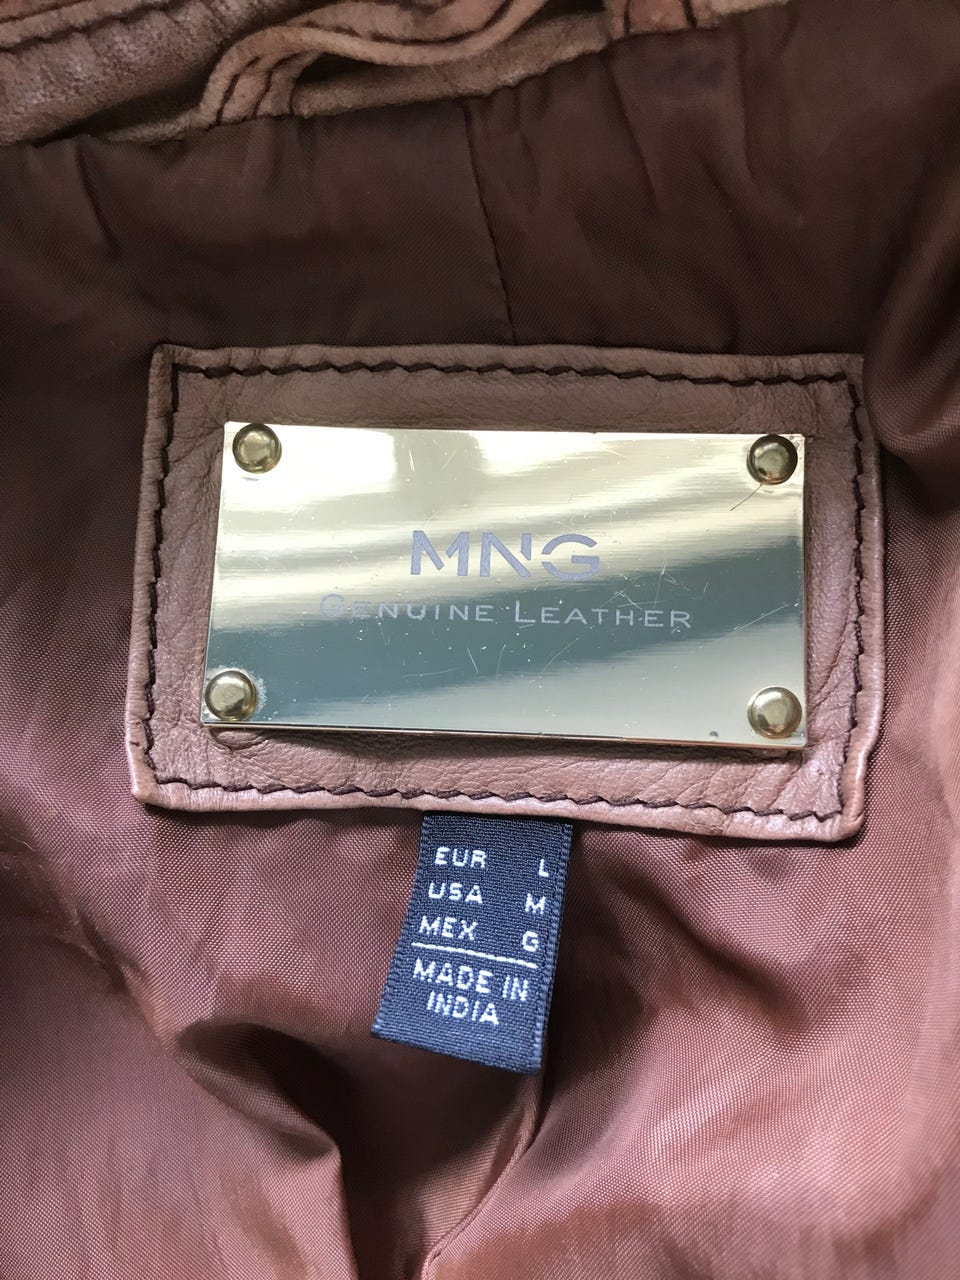 MNG
GENUINE LEATHER
EUR L
USA M
MEX G
MADE IN
INDIA